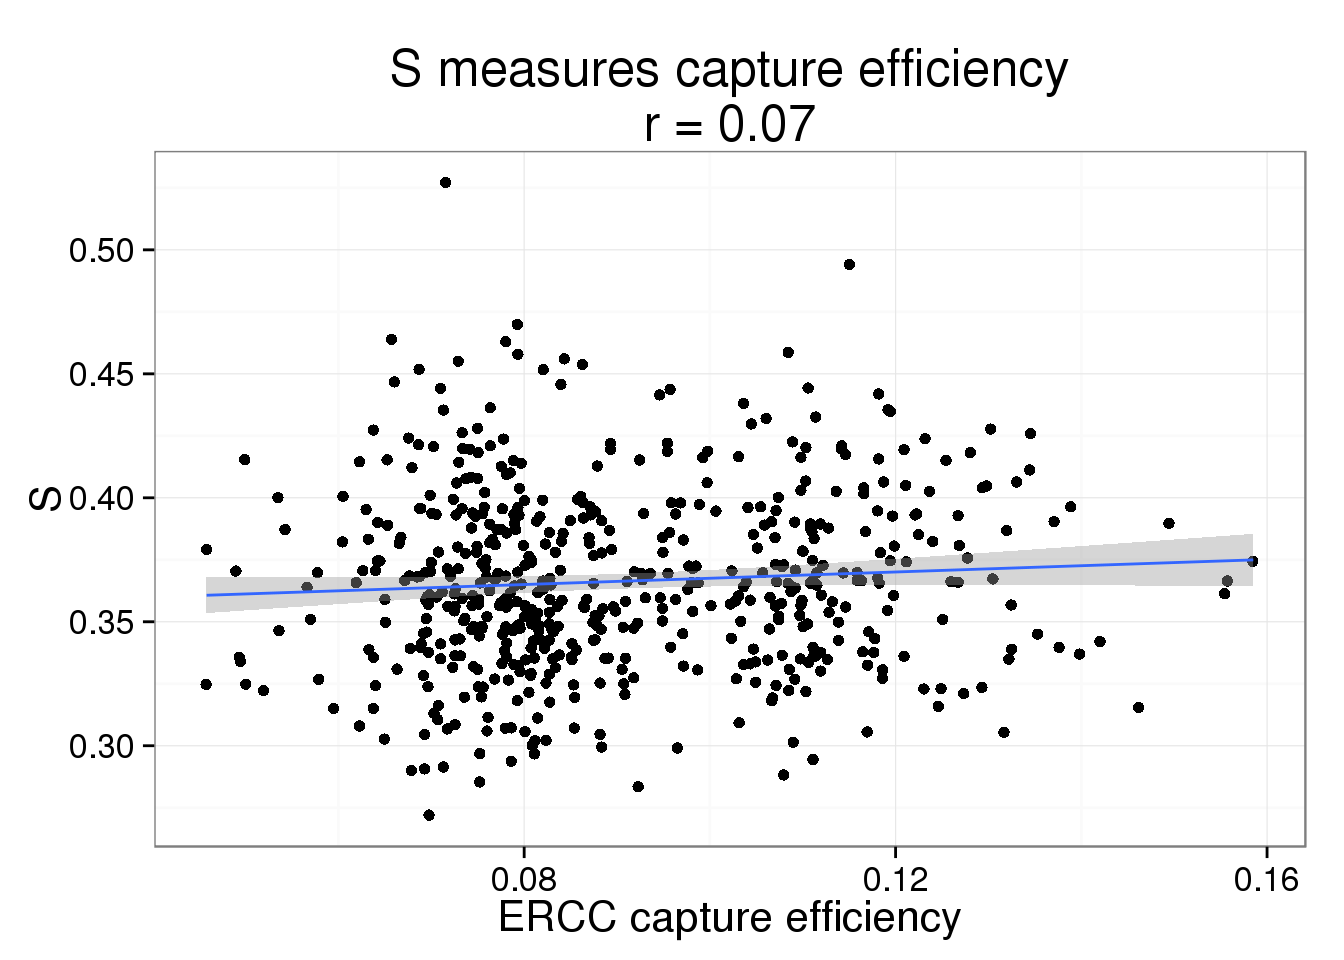 S measures capture efficiency
r = 0.07
S
0.50
0.45
0.40
0.35
0.30
0.08 0.12 0.16
ERCC capture efficiency